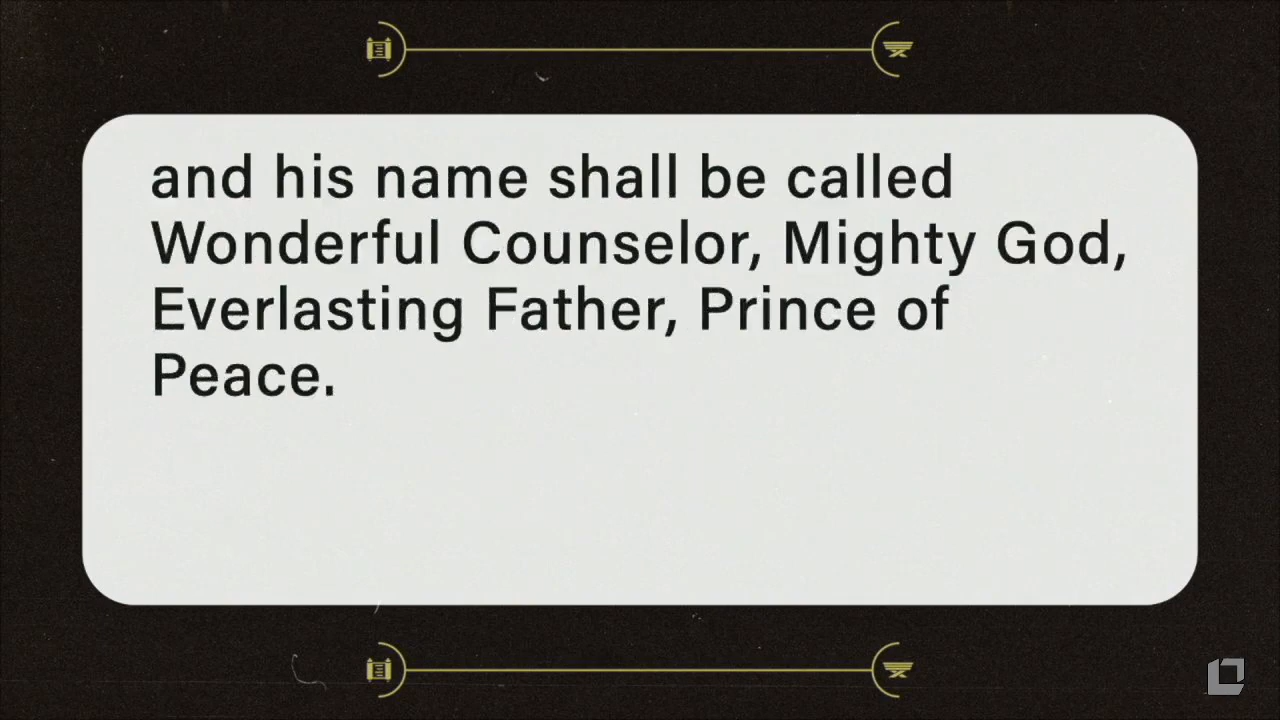 and his name shall be called
Wonderful Counselor, Mighty God,
Everlasting Father, Prince of
Peace.